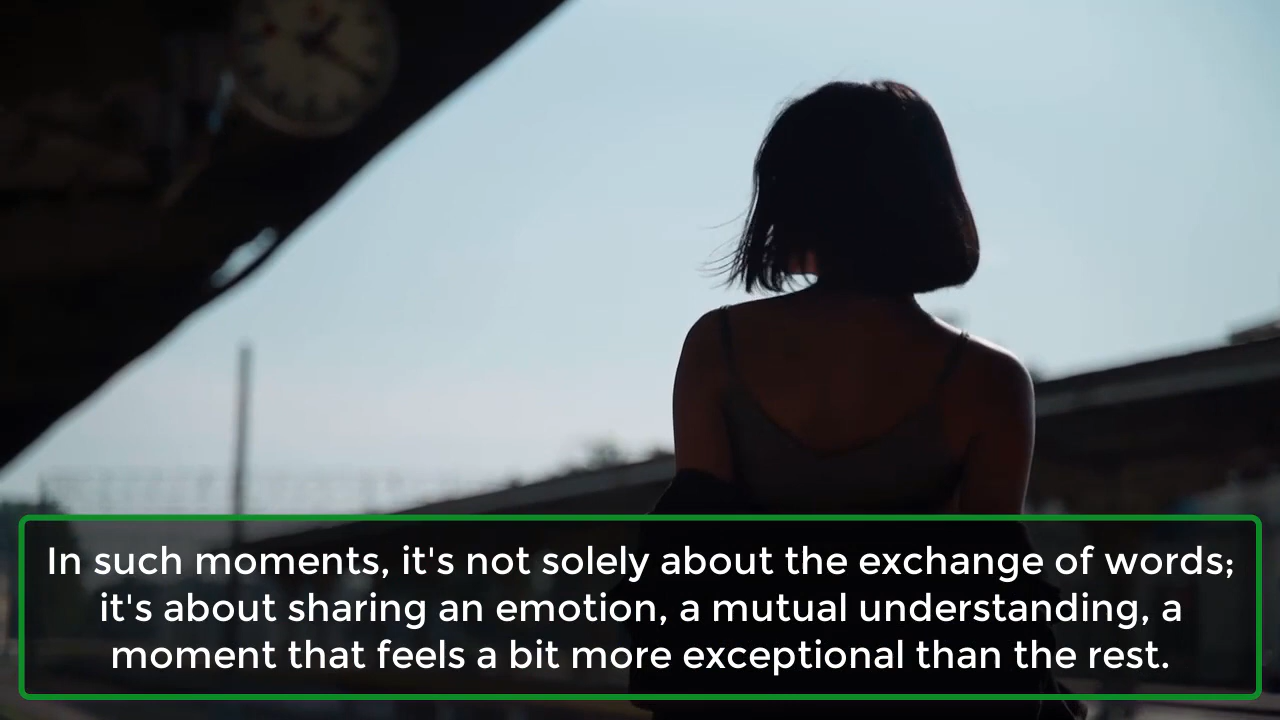 In such moments, it's not solely about the exchange of words;
it's about sharing an emotion, a mutual understanding, a
moment that feels a bit more exceptional than the rest.